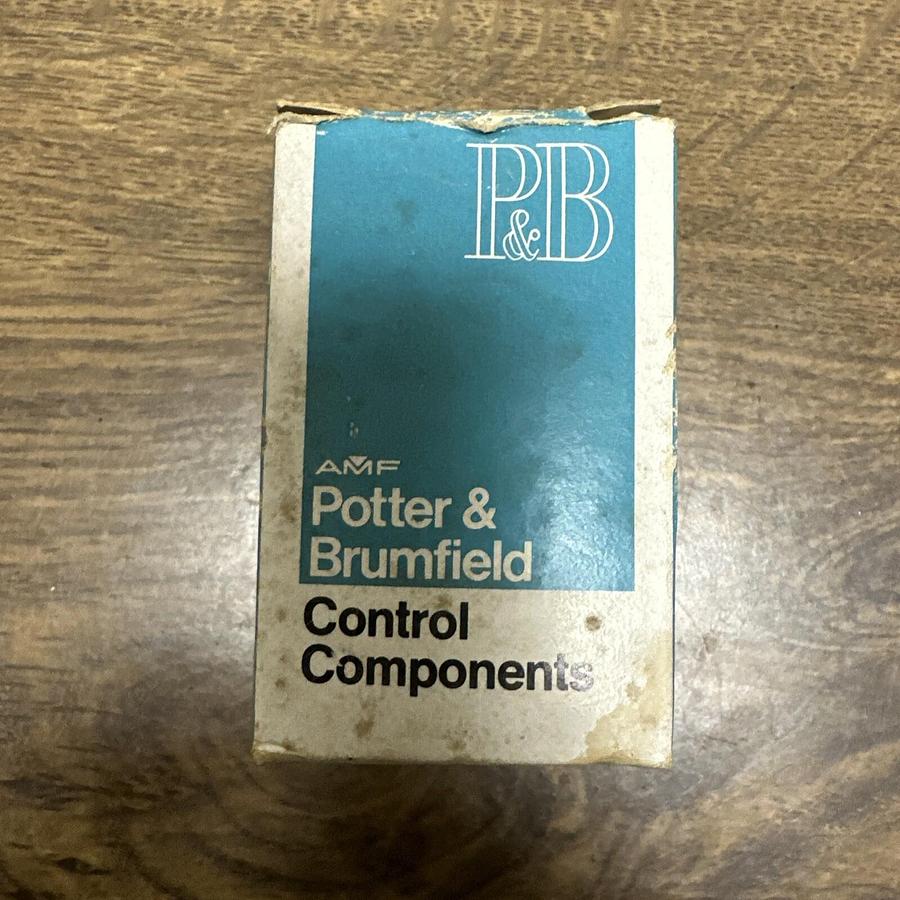 P&B
AMF
Potter &
Brumfield
Control
Components